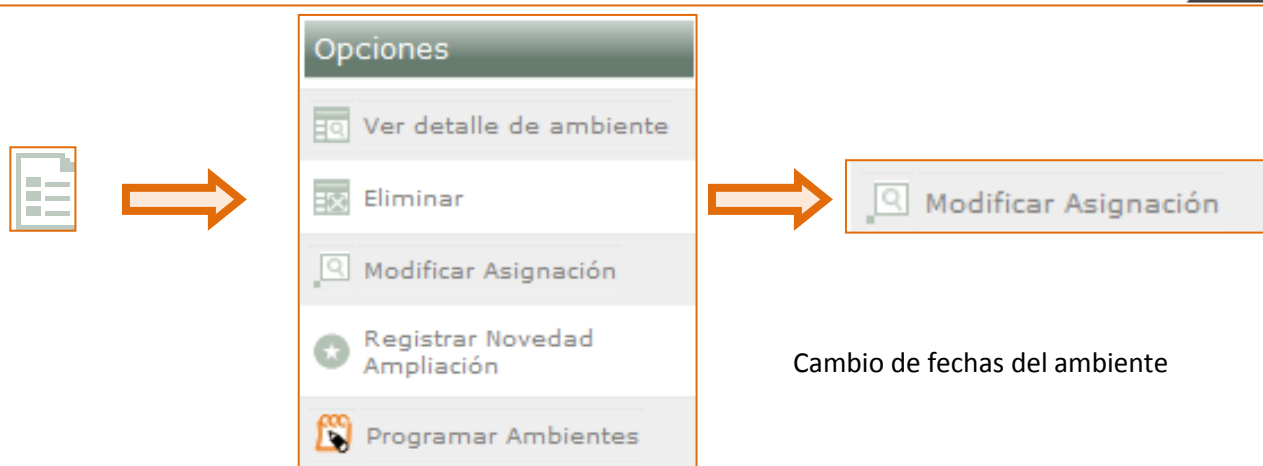 Opciones
Ver detalle de ambiente
Eliminar
Modificar Asignación
Registrar Novedad
Ampliación
Programar Ambientes
Modificar Asignación
Cambio de fechas del ambiente